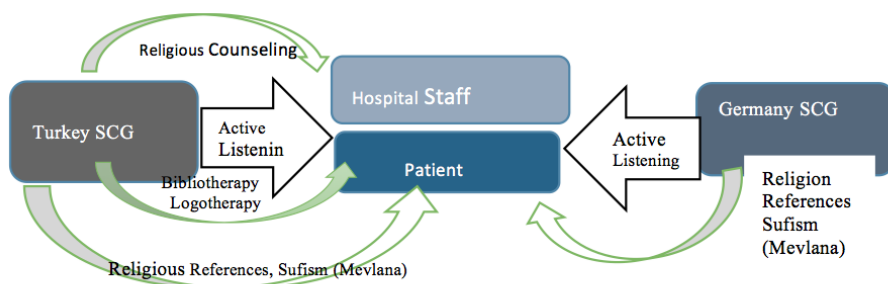 Religious Counseling
Hospital Staff
Germany SCG
Turkey SCG
Active
Listenin
Active
Listening
Patient
Bibliotherapy
Logotherapy
Religion
References
Sufism
(Mevlana)
Religious References, Sufism (Mevlana)